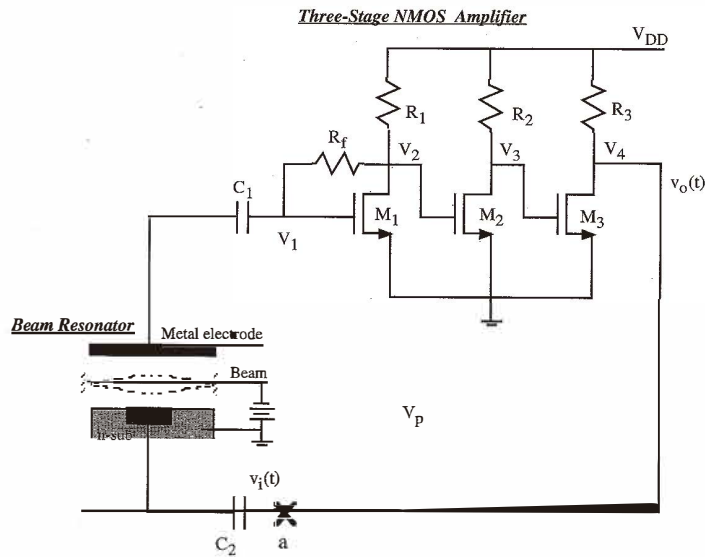 Three-Stage NMOS Amplifier
VDD
R1
R2
R3
Rf
V2
V3
V4
vo(t)
C1
M1
M2
M3
V1
Beam Resonator
Metal electrode
Beam
Vp
n-sub
vi(t)
C2
a